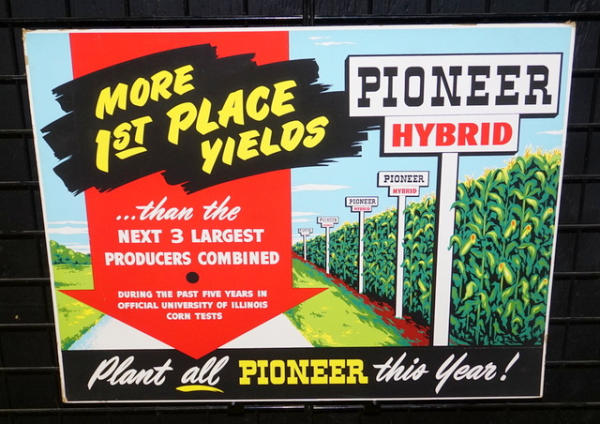 MORE
1ST PLACE
YIELDS
...than the
NEXT 3 LARGEST
PRODUCERS COMBINED
DURING THE PAST FIVE YEARS IN
OFFICIAL UNIVERSITY OF ILLINOIS
CORN TESTS
PIONEER
HYBRID
PIONEER
HYBRID
PIONEER
HYBRID
PIONEER
Plant all PIONEER this Year!